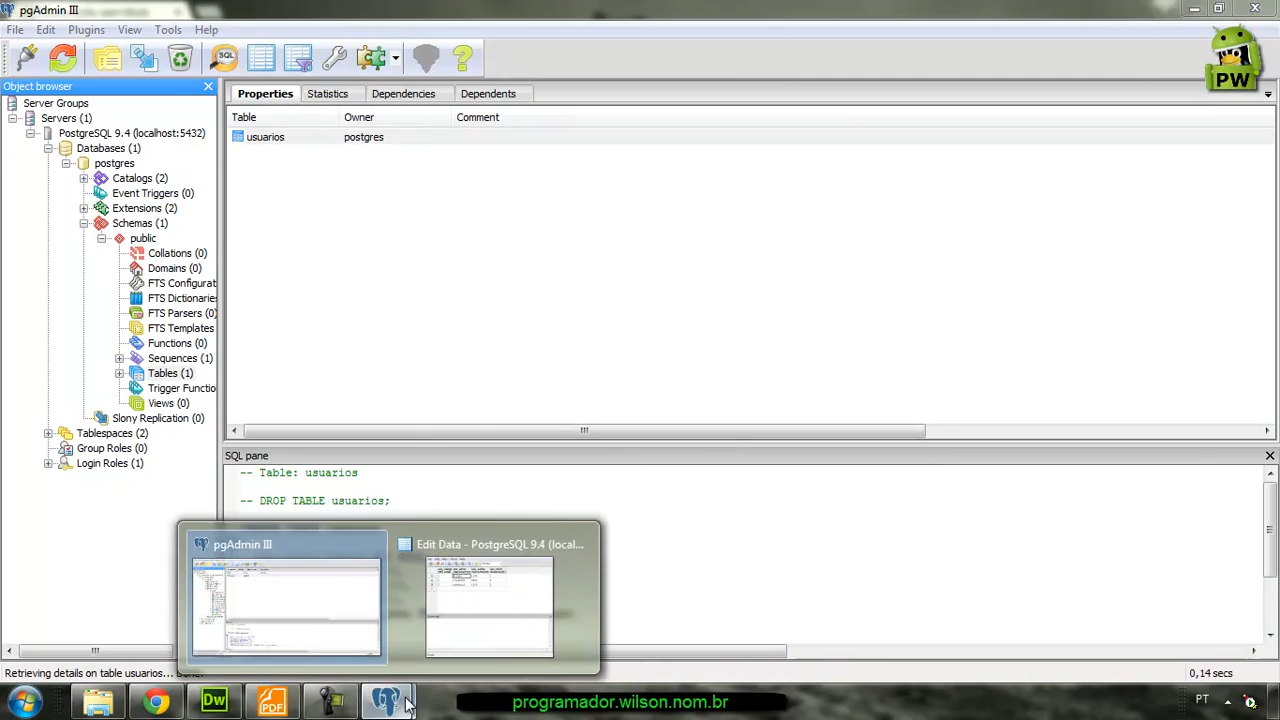 pgAdmin III
File Edit Plugins View Tools Help
SQL
PW
Object browser
Server Groups
Servers (1)
PostgreSQL 9.4 (localhost:5432)
Databases (1)
postgres
Catalogs (2)
Event Triggers (0)
Extensions (2)
Schemas (1)
public
Collations (0)
Domains (0)
FTS Configurat
FTS Dictionarie
FTS Parsers (0)
FTS Templates
Functions (0)
Sequences (1)
Tables (1)
Trigger Functio
Views (0)
Slony Replication (0)
Tablespaces (2)
Group Roles (0)
Login Roles (1)
Properties Statistics Dependencies Dependents
Table Owner Comment
usuarios postgres
SQL pane
-- Table: usuarios
-- DROP TABLE usuarios;
pgAdmin III
Edit Data - PostgreSQL 9.4 (local...
Retrieving details on table usuarios...
0,14 secs
Dw
PDF
programador.wilson.nom.br
PT